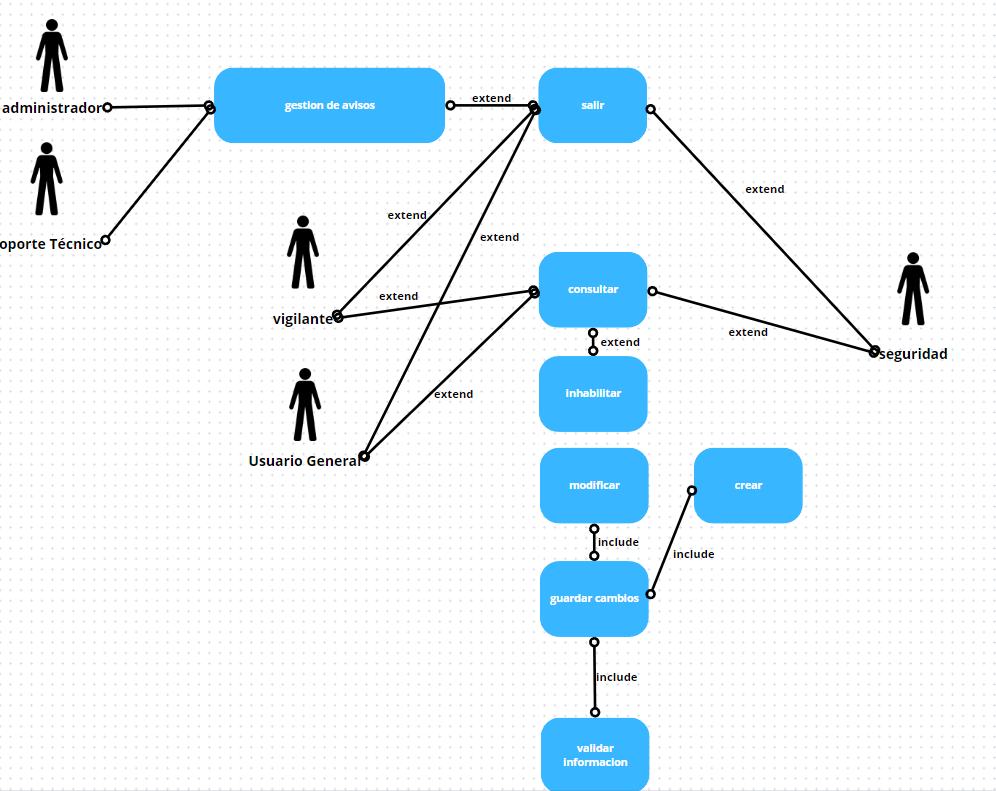 gestion de avisos
extend
salir
administrador
extend
extend
extend
oporte Técnico
extend
consultar
vigilante
extend
extend
seguridad
Inhabilitar
extend
Usuario General
modificar
crear
include
include
guardar cambios
include
validar
informacion